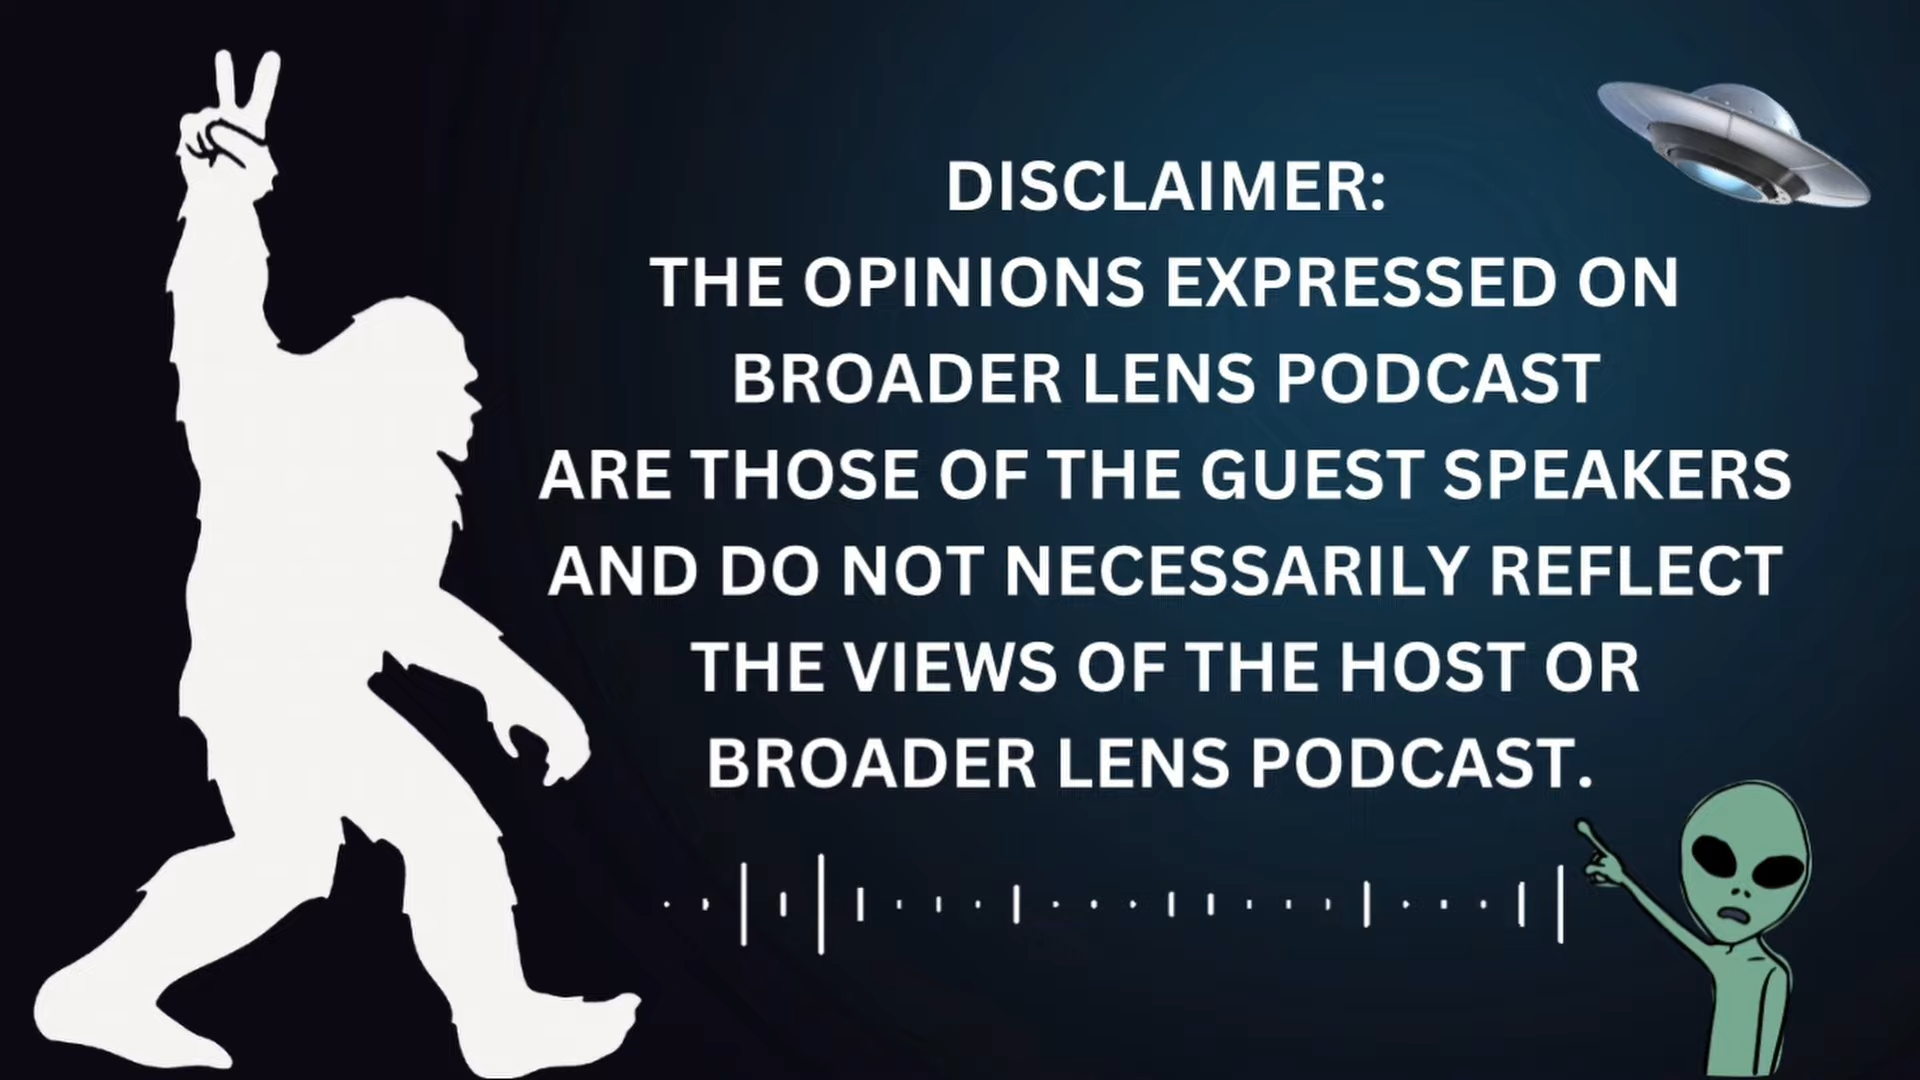 DISCLAIMER:
THE OPINIONS EXPRESSED ON
BROADER LENS PODCAST
ARE THOSE OF THE GUEST SPEAKERS
AND DO NOT NECESSARILY REFLECT
THE VIEWS OF THE HOST OR
BROADER LENS PODCAST.